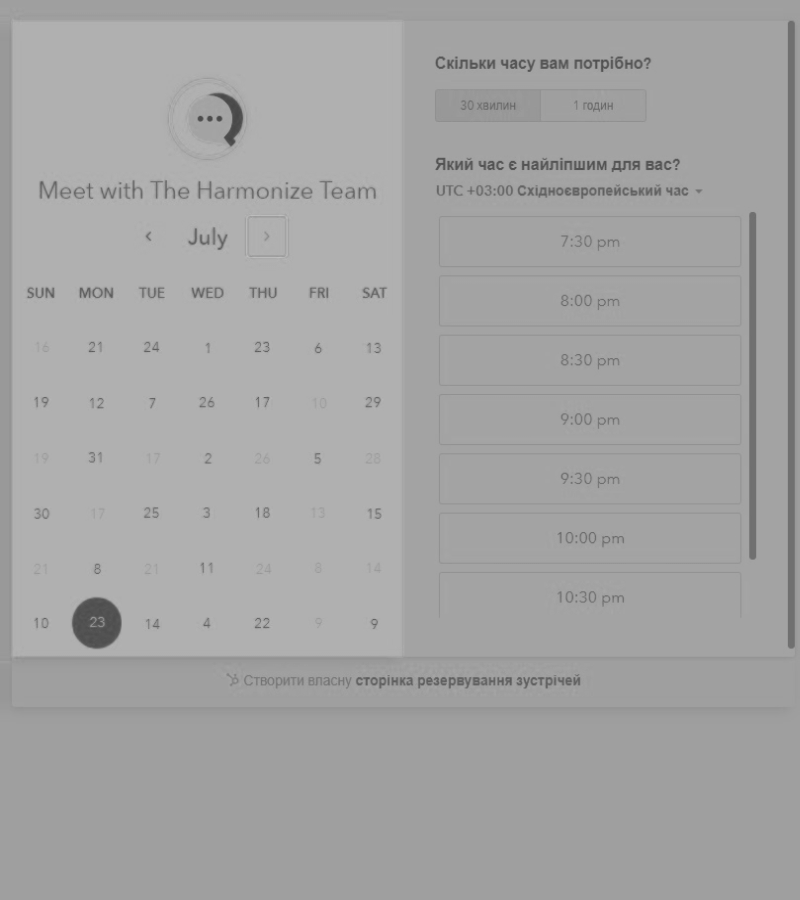 Meet with The Harmonize Team
July
SUN MON TUE WED THU FRI SAT
16 21 24 1 23 6 13
19 12 7 26 17 10 29
19 31 17 2 26 5 28
30 17 25 3 18 13 15
21 8 21 11 24 8 14
10 23 14 4 22 9 9
Скільки часу вам потрібно?
30 хвилин 1 годин
Який час є найліпшим для вас?
UTC +03:00 Східноєвропейський час
7:30 pm
8:00 pm
8:30 pm
9:00 pm
9:30 pm
10:00 pm
10:30 pm
Створити власну сторінка резервування зустрічей